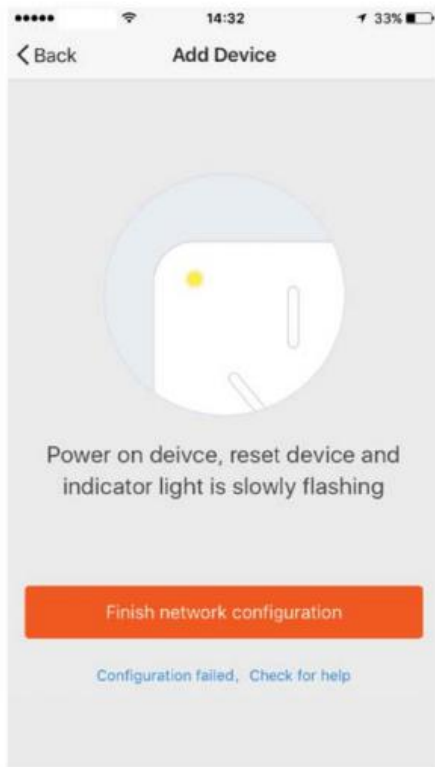 14:32
33%
Back
Add Device
Power on deivce, reset device and
indicator light is slowly flashing
Finish network configuration
Configuration failed, Check for help